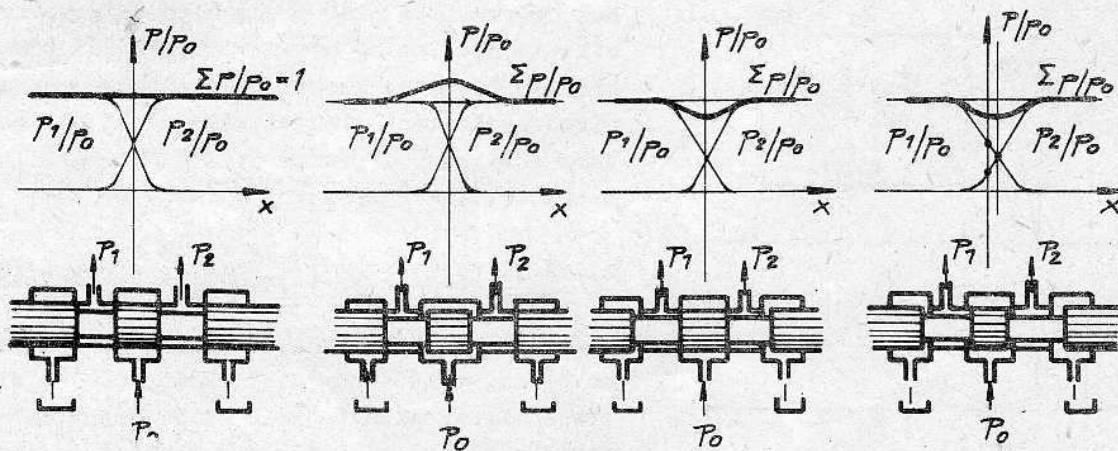 P/P₀ P/P₀ P/P₀ P/P₀
ΣP/P₀=1 ΣP/P₀ ΣP/P₀ ΣP/P₀
P₁/P₀ P₂/P₀ P₁/P₀ P₂/P₀ P₁/P₀ P₂/P₀ P₁/P₀ P₂/P₀
x x x x
P₁ P₂ P₁ P₂ P₁ P₂ P₁ P₂
P₀ P₀ P₀